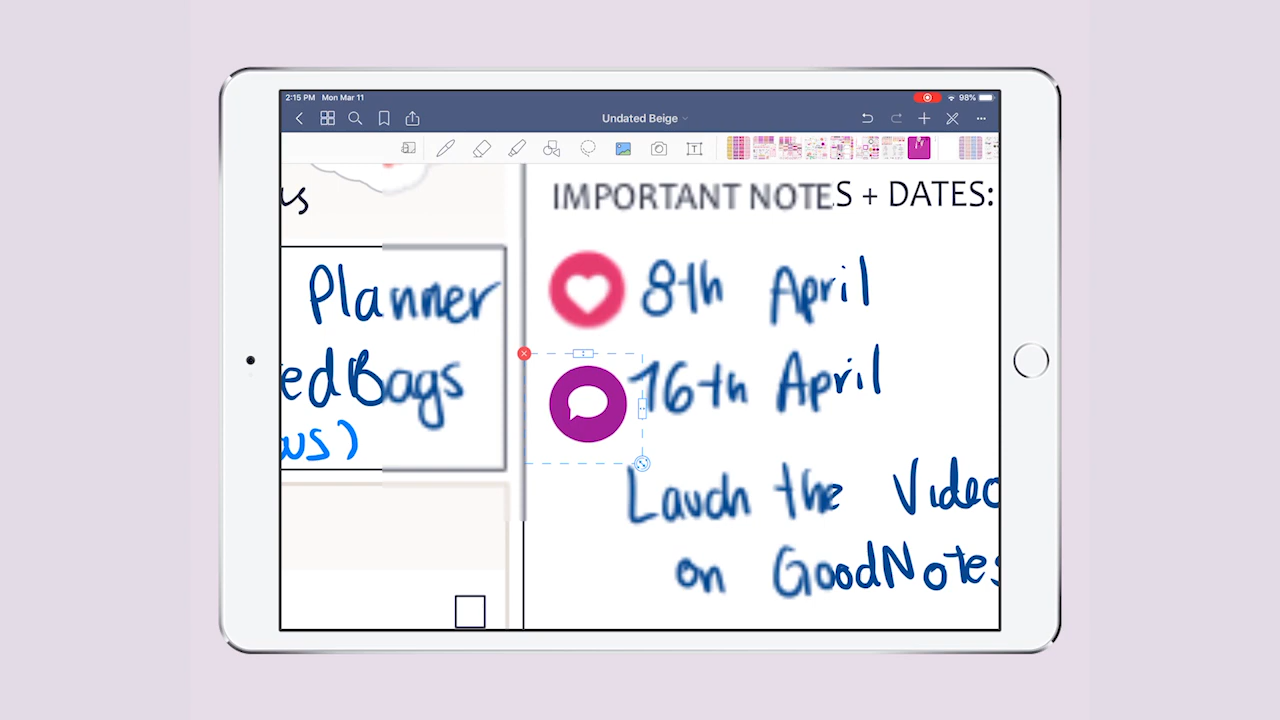 2:15 PM Mon Mar 11
98%
Undated Beige
T
us
Planner
edBags
ous)
IMPORTANT NOTES + DATES:
8th April
16th April
Lauch the Video
on GoodNotes